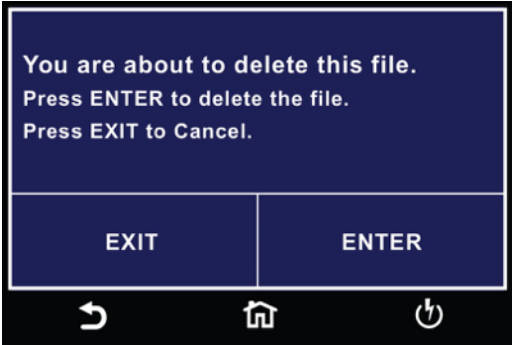 You are about to delete this file.
Press ENTER to delete the file.
Press EXIT to Cancel.
EXIT
ENTER